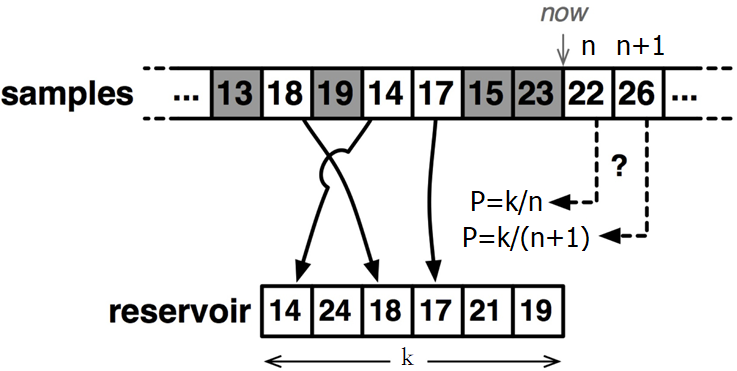 now
n n+1
samples ... 13 18 19 14 17 15 23 22 26 ...
?
P=k/n
P=k/(n+1)
reservoir 14 24 18 17 21 19
k